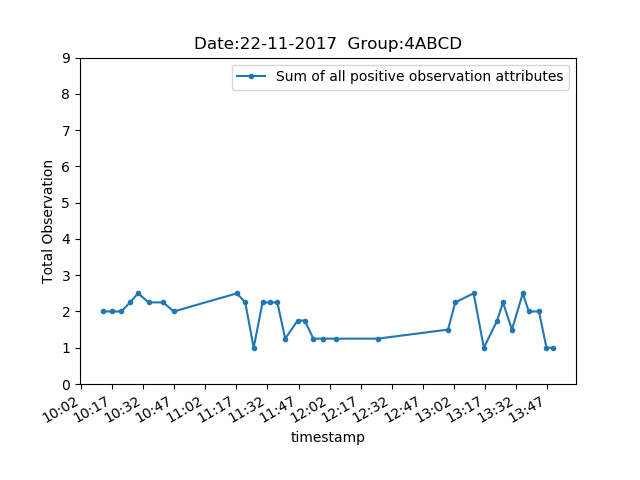 Date:22-11-2017  Group:4ABCD
Sum of all positive observation attributes
Total Observation
9
8
7
6
5
4
3
2
1
0
10:02 10:17 10:32 10:47 11:02 11:17 11:32 11:47 12:02 12:17 12:32 12:47 13:02 13:17 13:32 13:47
timestamp